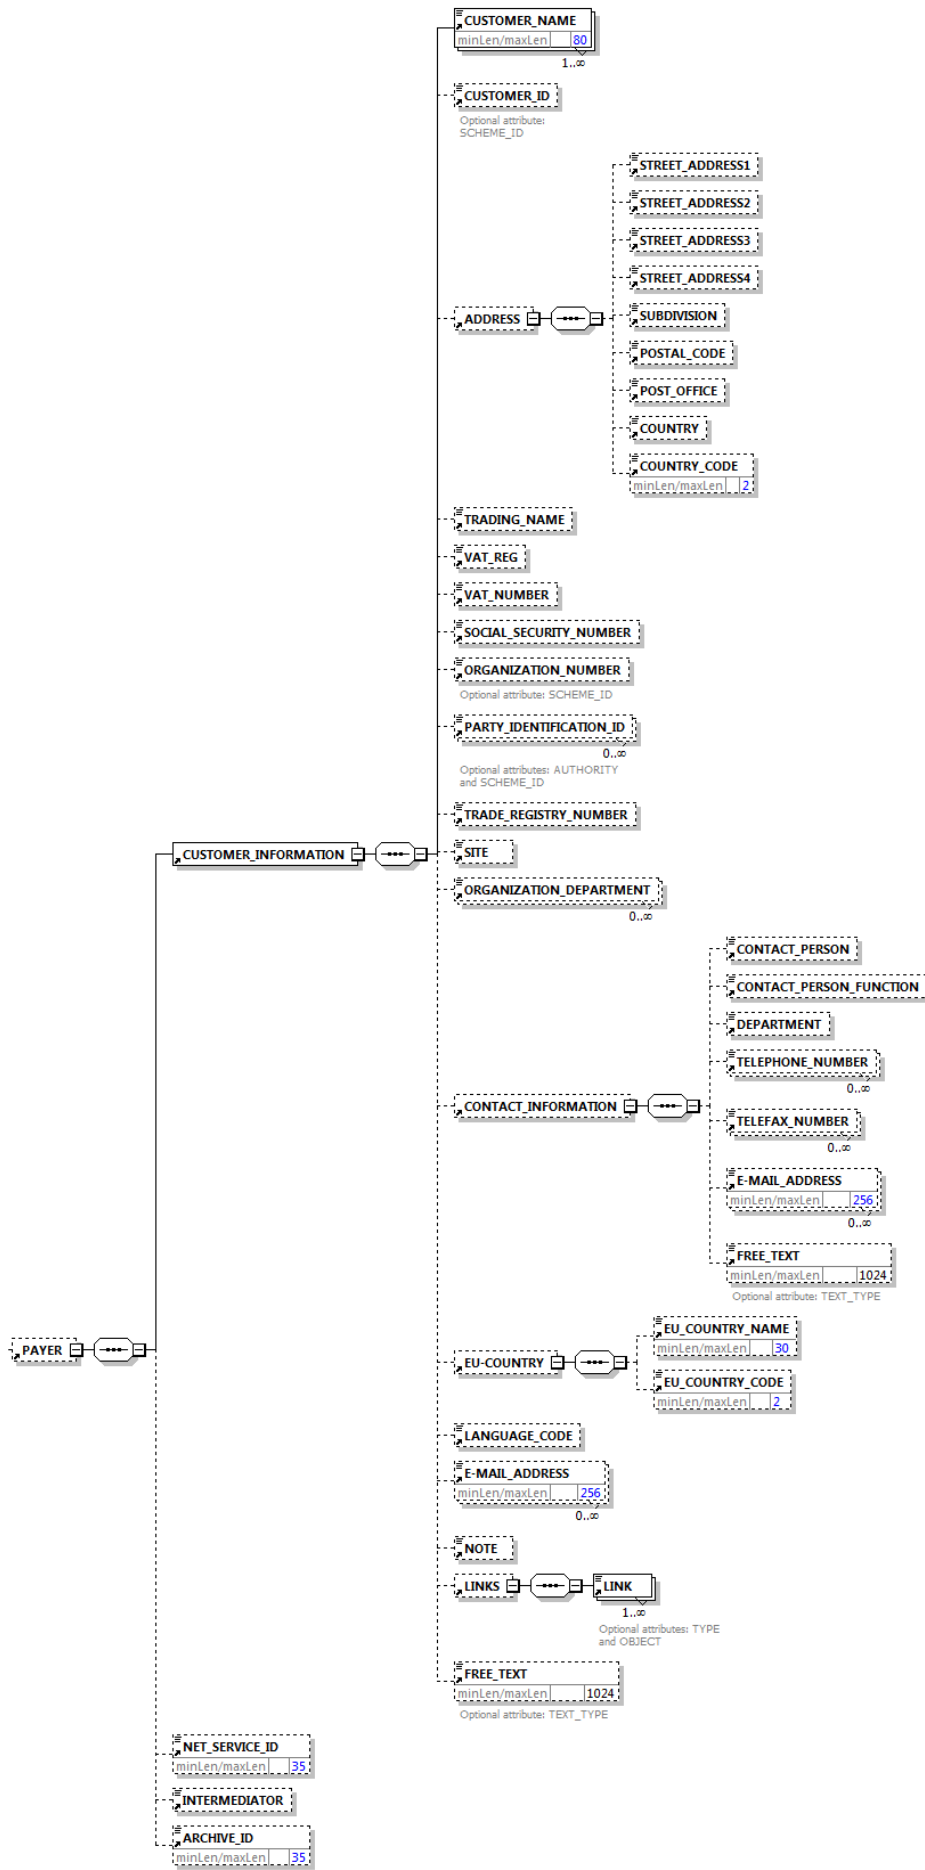 CUSTOMER_NAME
minLen/maxLen 80
1..∞
CUSTOMER_ID
Optional attribute:
SCHEME_ID
STREET_ADDRESS1
STREET_ADDRESS2
STREET_ADDRESS3
STREET_ADDRESS4
ADDRESS
SUBDIVISION
POSTAL_CODE
POST_OFFICE
COUNTRY
COUNTRY_CODE
minLen/maxLen 2
TRADING_NAME
VAT_REG
VAT_NUMBER
SOCIAL_SECURITY_NUMBER
ORGANIZATION_NUMBER
Optional attribute: SCHEME_ID
PARTY_IDENTIFICATION_ID
0..∞
Optional attributes: AUTHORITY
and SCHEME_ID
TRADE_REGISTRY_NUMBER
CUSTOMER_INFORMATION
SITE
ORGANIZATION_DEPARTMENT
0..∞
CONTACT_PERSON
CONTACT_PERSON_FUNCTION
DEPARTMENT
TELEPHONE_NUMBER
0..∞
CONTACT_INFORMATION
TELEFAX_NUMBER
0..∞
E-MAIL_ADDRESS
minLen/maxLen 256
0..∞
FREE_TEXT
minLen/maxLen 1024
Optional attribute: TEXT_TYPE
PAYER
EU_COUNTRY_NAME
minLen/maxLen 30
EU-COUNTRY
EU_COUNTRY_CODE
minLen/maxLen 2
LANGUAGE_CODE
E-MAIL_ADDRESS
minLen/maxLen 256
0..∞
NOTE
LINKS
LINK
1..∞
Optional attributes: TYPE
and OBJECT
FREE_TEXT
minLen/maxLen 1024
Optional attribute: TEXT_TYPE
NET_SERVICE_ID
minLen/maxLen 35
INTERMEDIATOR
ARCHIVE_ID
minLen/maxLen 35